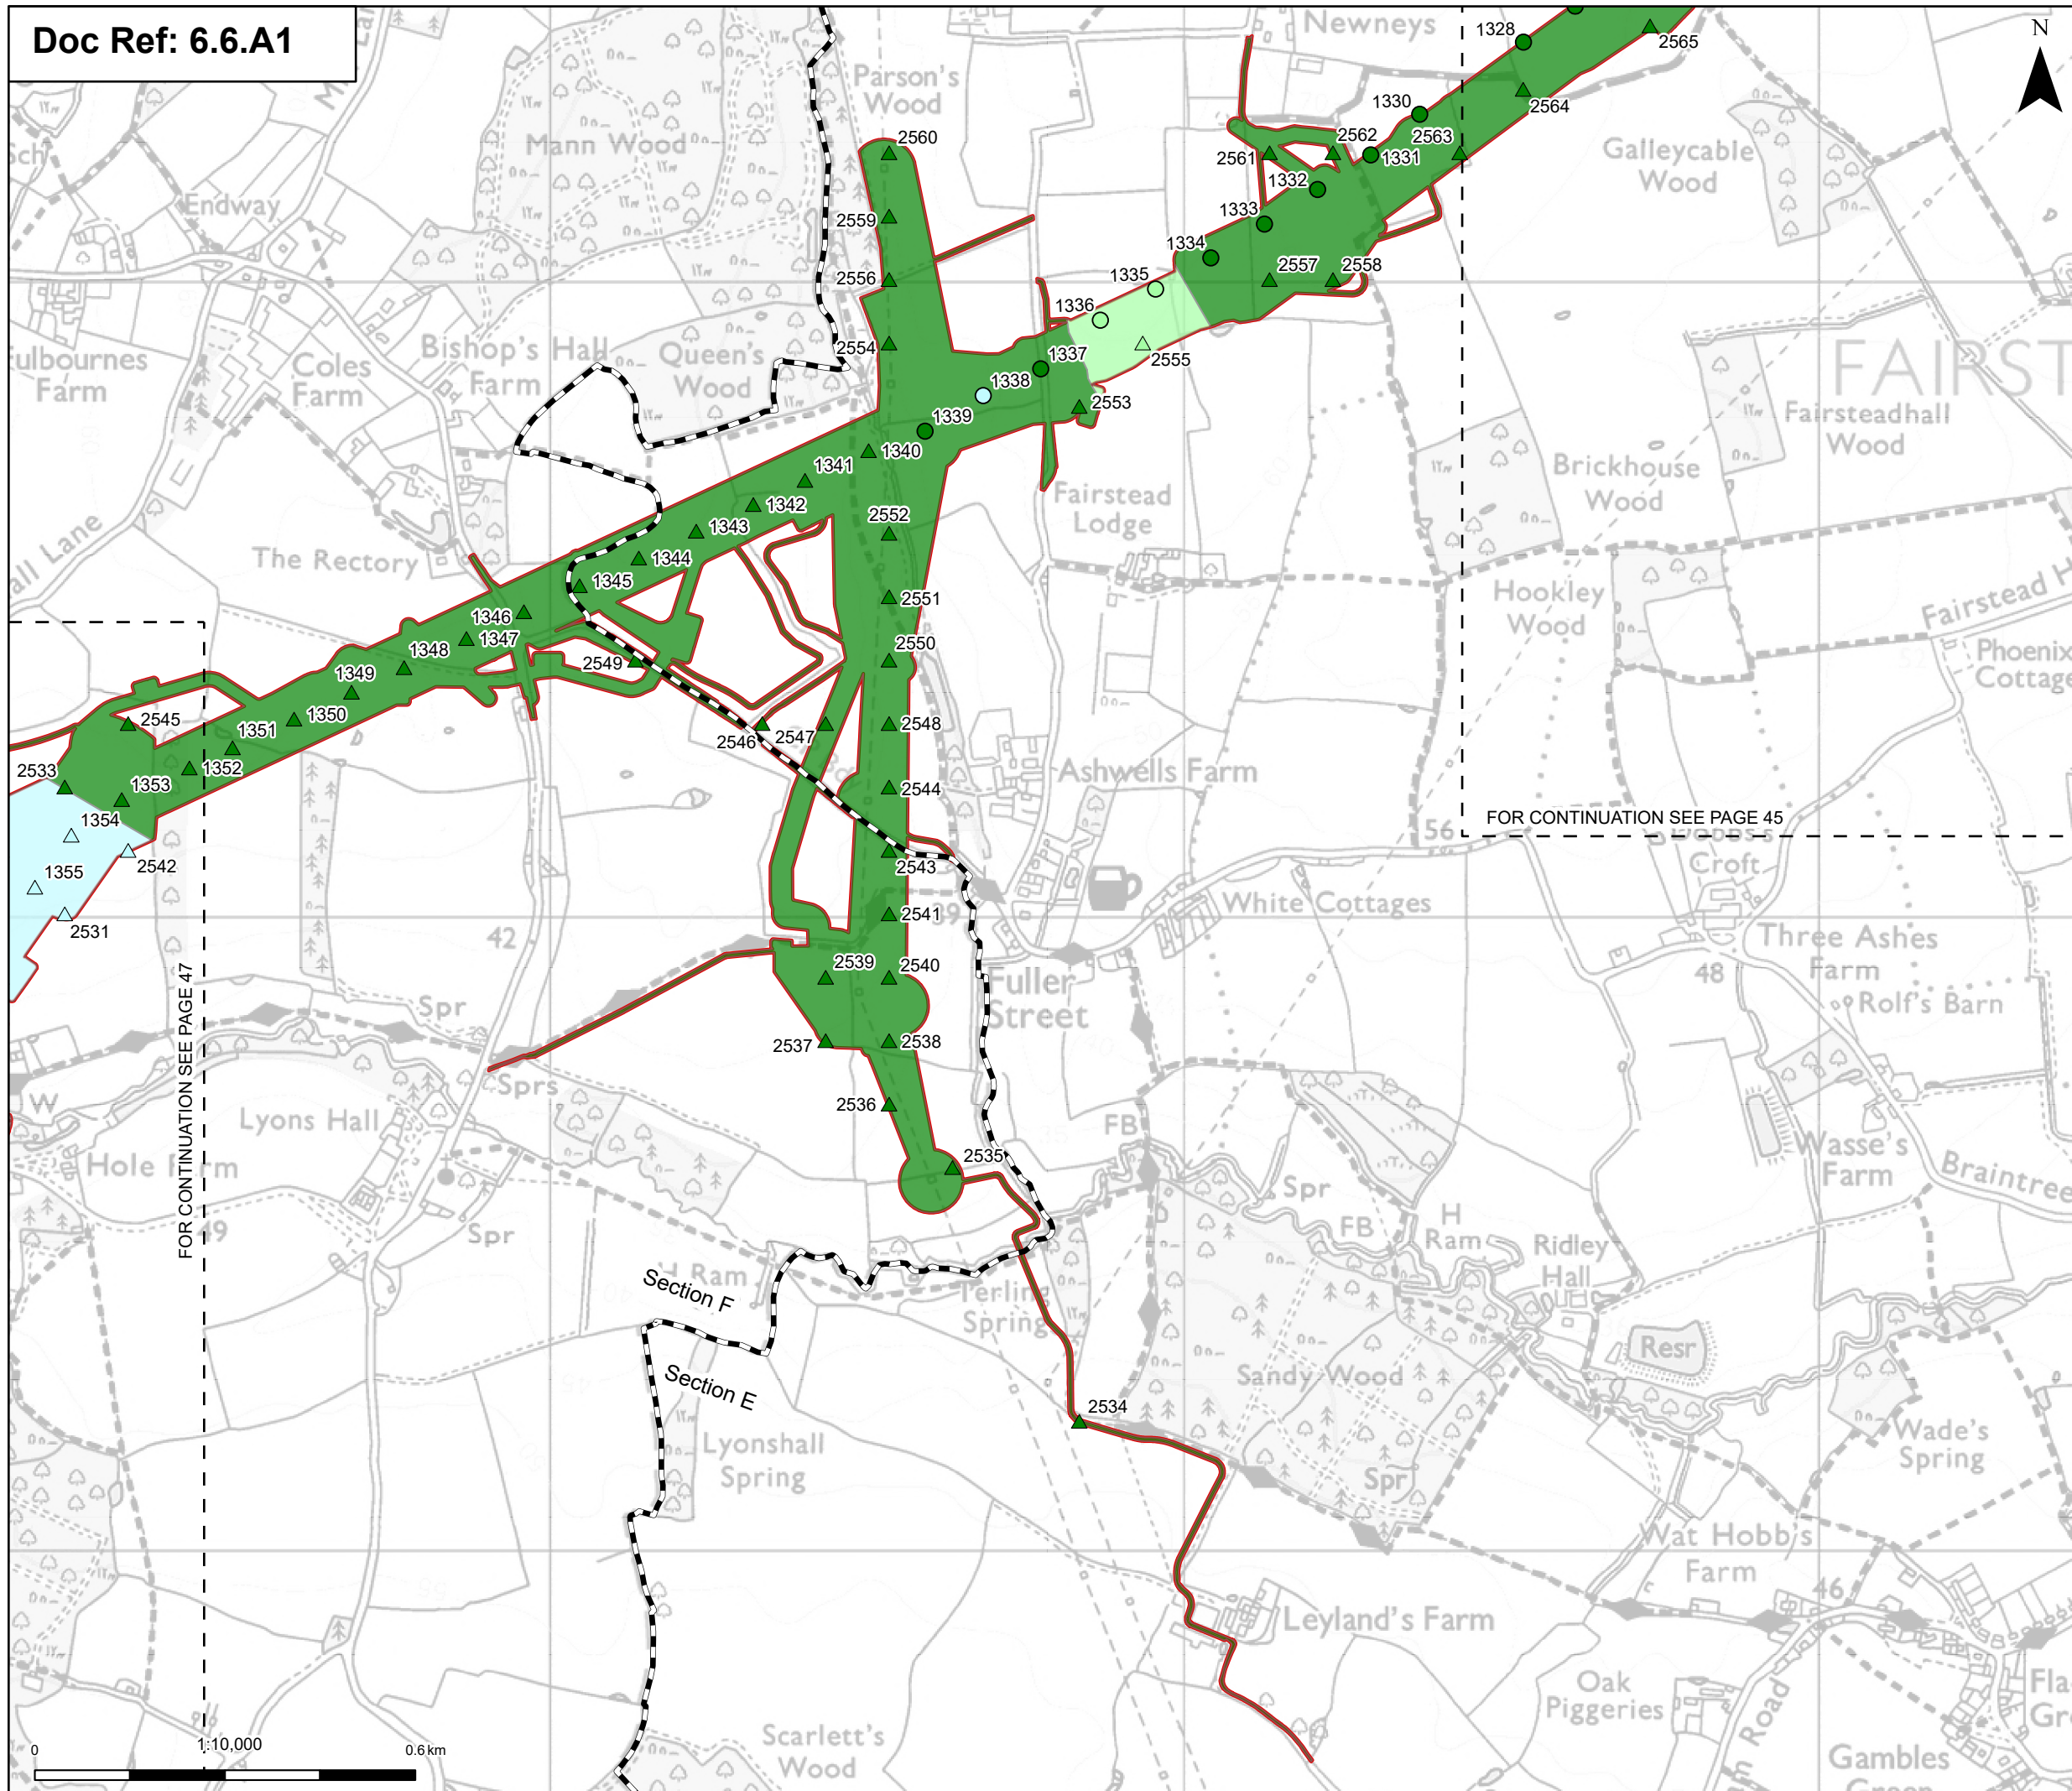 Doc Ref: 6.6.A1
N
Newneys
1328
2565
Parson's
Wood
Mann Wood
1330
2564
2560
2562
2563
1331
2561
Galleycable
Wood
1332
Endway
2559
1333
1334
2556
2557
2558
1335
1336
Bishop's Hall
Farm
Queen's
Wood
2554
1337
2555
Coles
Farm
Farm
1338
FAIRST
2553
1339
Fairsteadhall
Wood
1340
1341
Brickhouse
Wood
1342
Fairstead
Lodge
2552
1343
The Rectory
1344
1345
2551
Hookley
Wood
Fairstead H
1346
1347
2550
1348
2549
Phoenix
Cottage
1349
1350
2545
1351
2546
2547
2548
2533
1352
1353
Ashwells Farm
2544
1354
FOR CONTINUATION SEE PAGE 45
56
Croft
2542
2543
1355
White Cottages
2541
2531
42
Three Ashes
Farm
48
FOR CONTINUATION SEE PAGE 47
2539
2540
Fuller
Street
Spr
Rolf's Barn
2537
2538
Sprs
W
Lyons Hall
2536
FB
Wasse's
Farm
2535
Braintree
Hole Farm
Spr
49
Spr
FB
H
Ram
Ridley
Hall
Section F
H Ram
Terling
Spring
Resr
Section E
Sandy Wood
2534
Lyonshall
Spring
Wade's
Spring
Spr
Wat Hobb's
Farm
46
Leyland's Farm
Oak
Piggeries
Road
Scarlett's
Wood
Gambles
Green
0
1:10,000
0.6 km